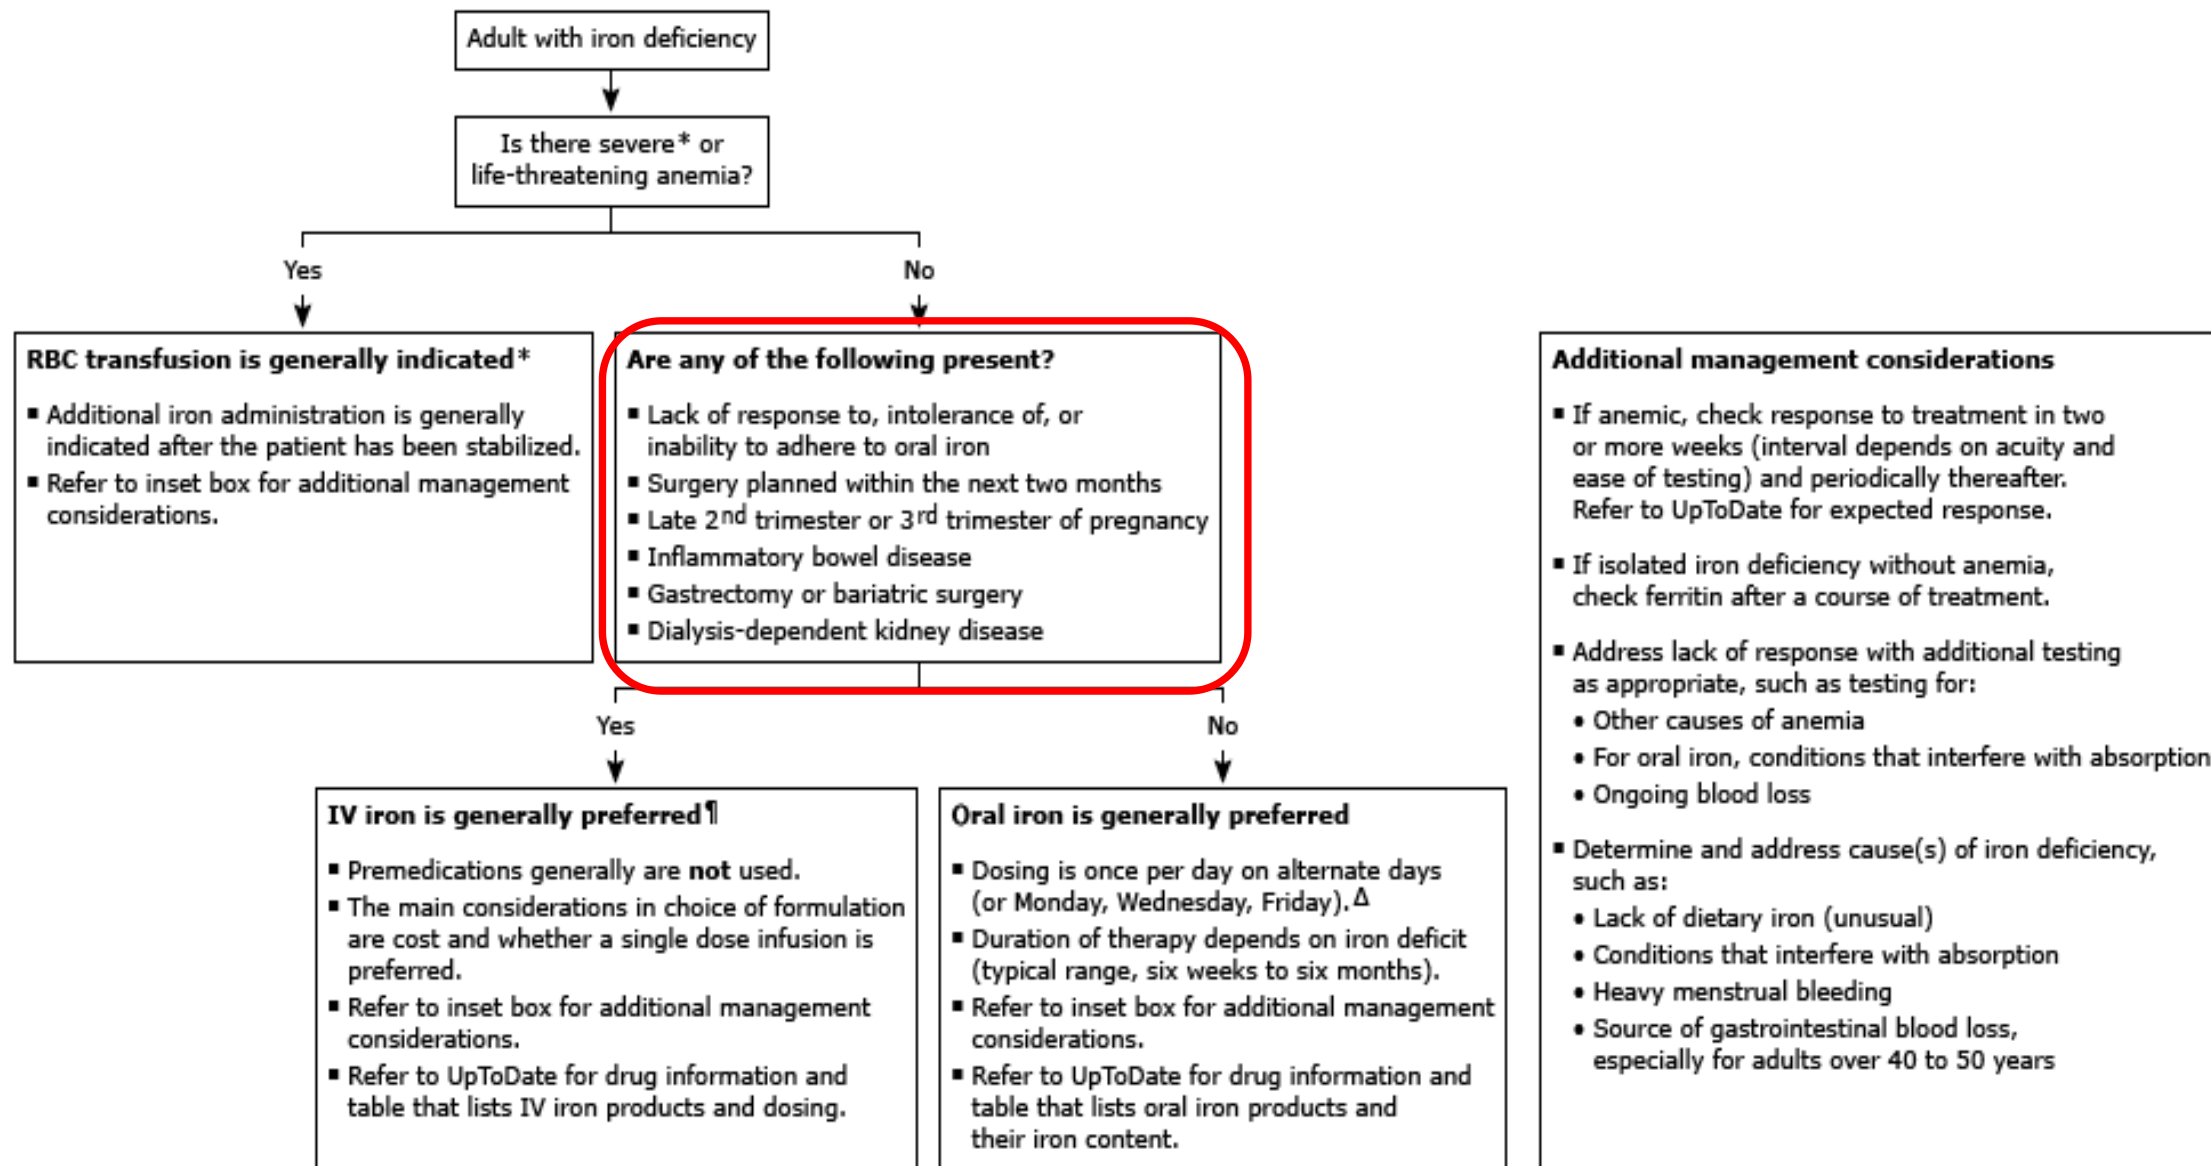 Adult with iron deficiency
Is there severe* or
life-threatening anemia?
Yes
No
RBC transfusion is generally indicated*
▪ Additional iron administration is generally
indicated after the patient has been stabilized.
▪ Refer to inset box for additional management
considerations.
Are any of the following present?
▪ Lack of response to, intolerance of, or
inability to adhere to oral iron
▪ Surgery planned within the next two months
▪ Late 2nd trimester or 3rd trimester of pregnancy
▪ Inflammatory bowel disease
▪ Gastrectomy or bariatric surgery
▪ Dialysis-dependent kidney disease
Yes
No
IV iron is generally preferred¶
▪ Premedications generally are not used.
▪ The main considerations in choice of formulation
are cost and whether a single dose infusion is
preferred.
▪ Refer to inset box for additional management
considerations.
▪ Refer to UpToDate for drug information and
table that lists IV iron products and dosing.
Oral iron is generally preferred
▪ Dosing is once per day on alternate days
(or Monday, Wednesday, Friday).Δ
▪ Duration of therapy depends on iron deficit
(typical range, six weeks to six months).
▪ Refer to inset box for additional management
considerations.
▪ Refer to UpToDate for drug information and
table that lists oral iron products and
their iron content.
Additional management considerations
▪ If anemic, check response to treatment in two
or more weeks (interval depends on acuity and
ease of testing) and periodically thereafter.
Refer to UpToDate for expected response.
▪ If isolated iron deficiency without anemia,
check ferritin after a course of treatment.
▪ Address lack of response with additional testing
as appropriate, such as testing for:
• Other causes of anemia
• For oral iron, conditions that interfere with absorption
• Ongoing blood loss
▪ Determine and address cause(s) of iron deficiency,
such as:
• Lack of dietary iron (unusual)
• Conditions that interfere with absorption
• Heavy menstrual bleeding
• Source of gastrointestinal blood loss,
especially for adults over 40 to 50 years